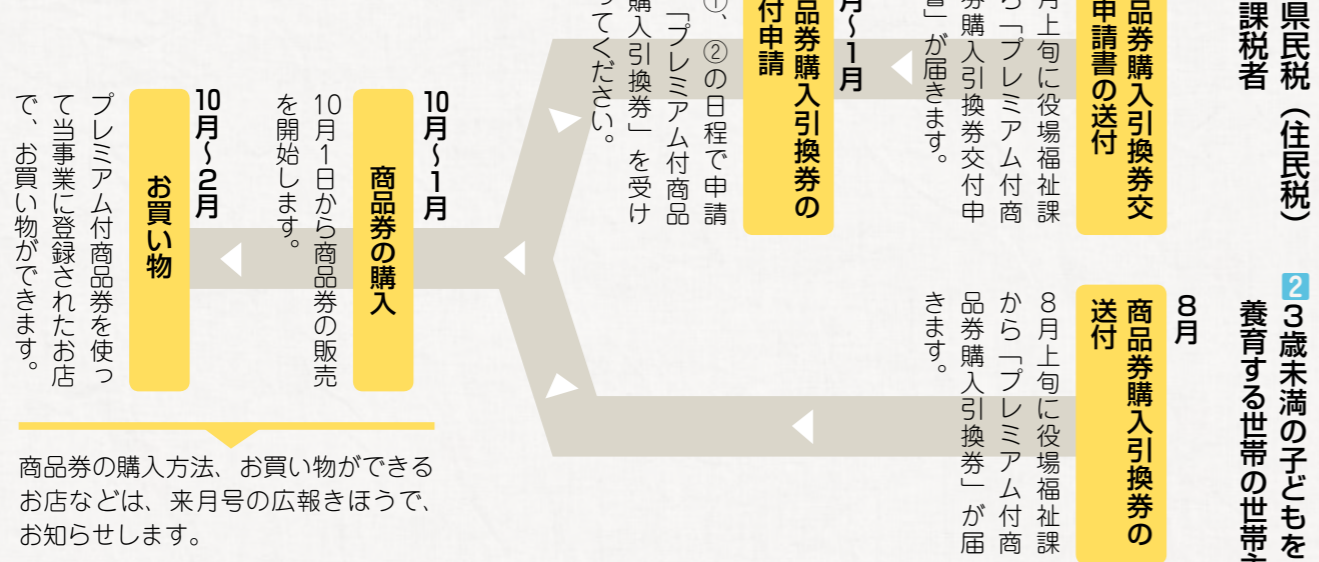 県民税（住民税）
課税者
品券購入引換券交
申請書の送付
月上旬に役場福祉課
ら「プレミアム付商
券購入引換券交付申
書」が届きます。
月～1月
品券購入引換券の
付申請
①、②の日程で申請
「プレミアム付商品
購入引換券」を受け
ってください。
2 3歳未満の子どもを
養育する世帯の世帯主
8月
商品券購入引換券の
送付
8月上旬に役場福祉課
から「プレミアム付商
品券購入引換券」が届
きます。
10月～1月
商品券の購入
10月1日から商品券の販売
を開始します。
10月～2月
お買い物
プレミアム付商品券を使っ
て当事業に登録されたお店
で、お買い物ができます。
商品券の購入方法、お買い物ができる
お店などは、来月号の広報きほうで、
お知らせします。